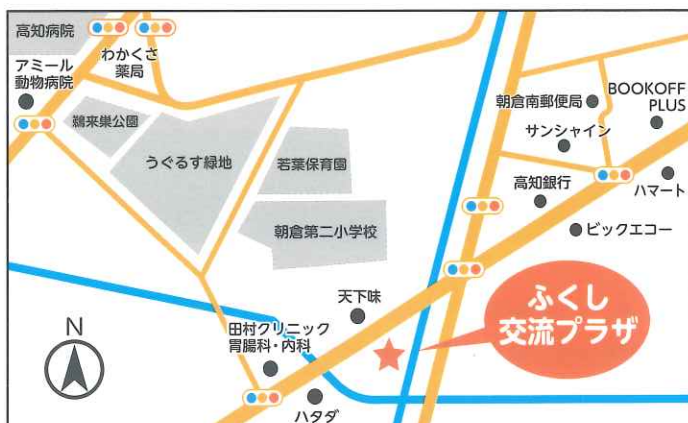 高知病院
わかくさ
薬局
アミール
動物病院
鵜来巣公園
うぐるす緑地
若葉保育園
朝倉第二小学校
朝倉南郵便局
BOOKOFF
PLUS
サンシャイン
高知銀行
ハマート
ビックエコー
ふくし
交流プラザ
天下味
田村クリニック
胃腸科・内科
ハタダ
N